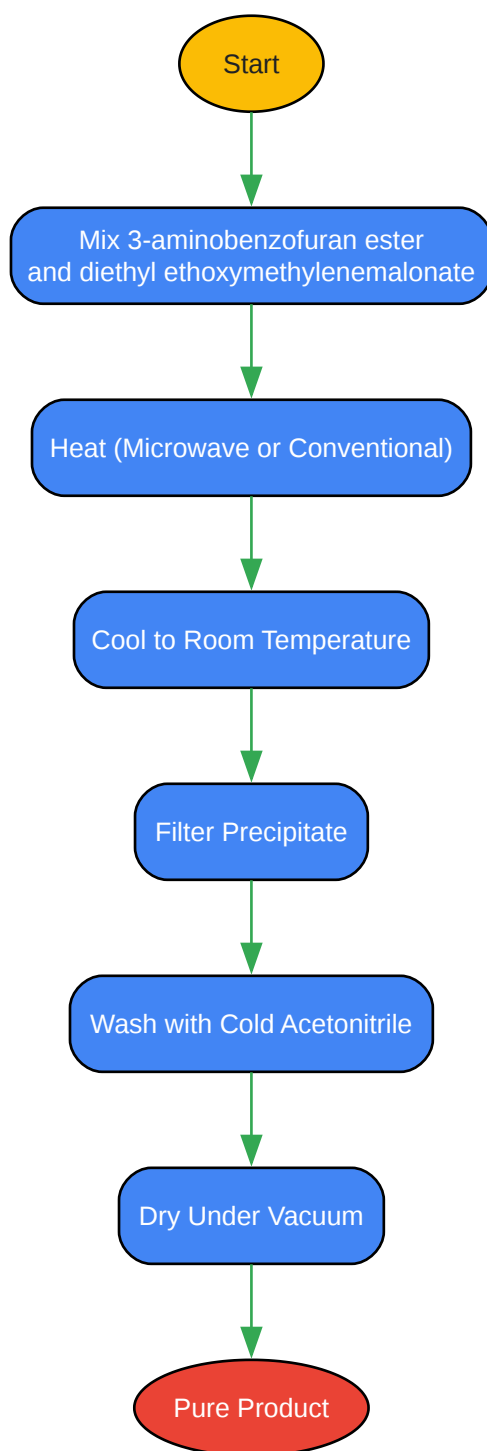 Start
Mix 3-aminobenzofuran ester
and diethyl ethoxymethylenemalonate
Heat (Microwave or Conventional)
Cool to Room Temperature
Filter Precipitate
Wash with Cold Acetonitrile
Dry Under Vacuum
Pure Product